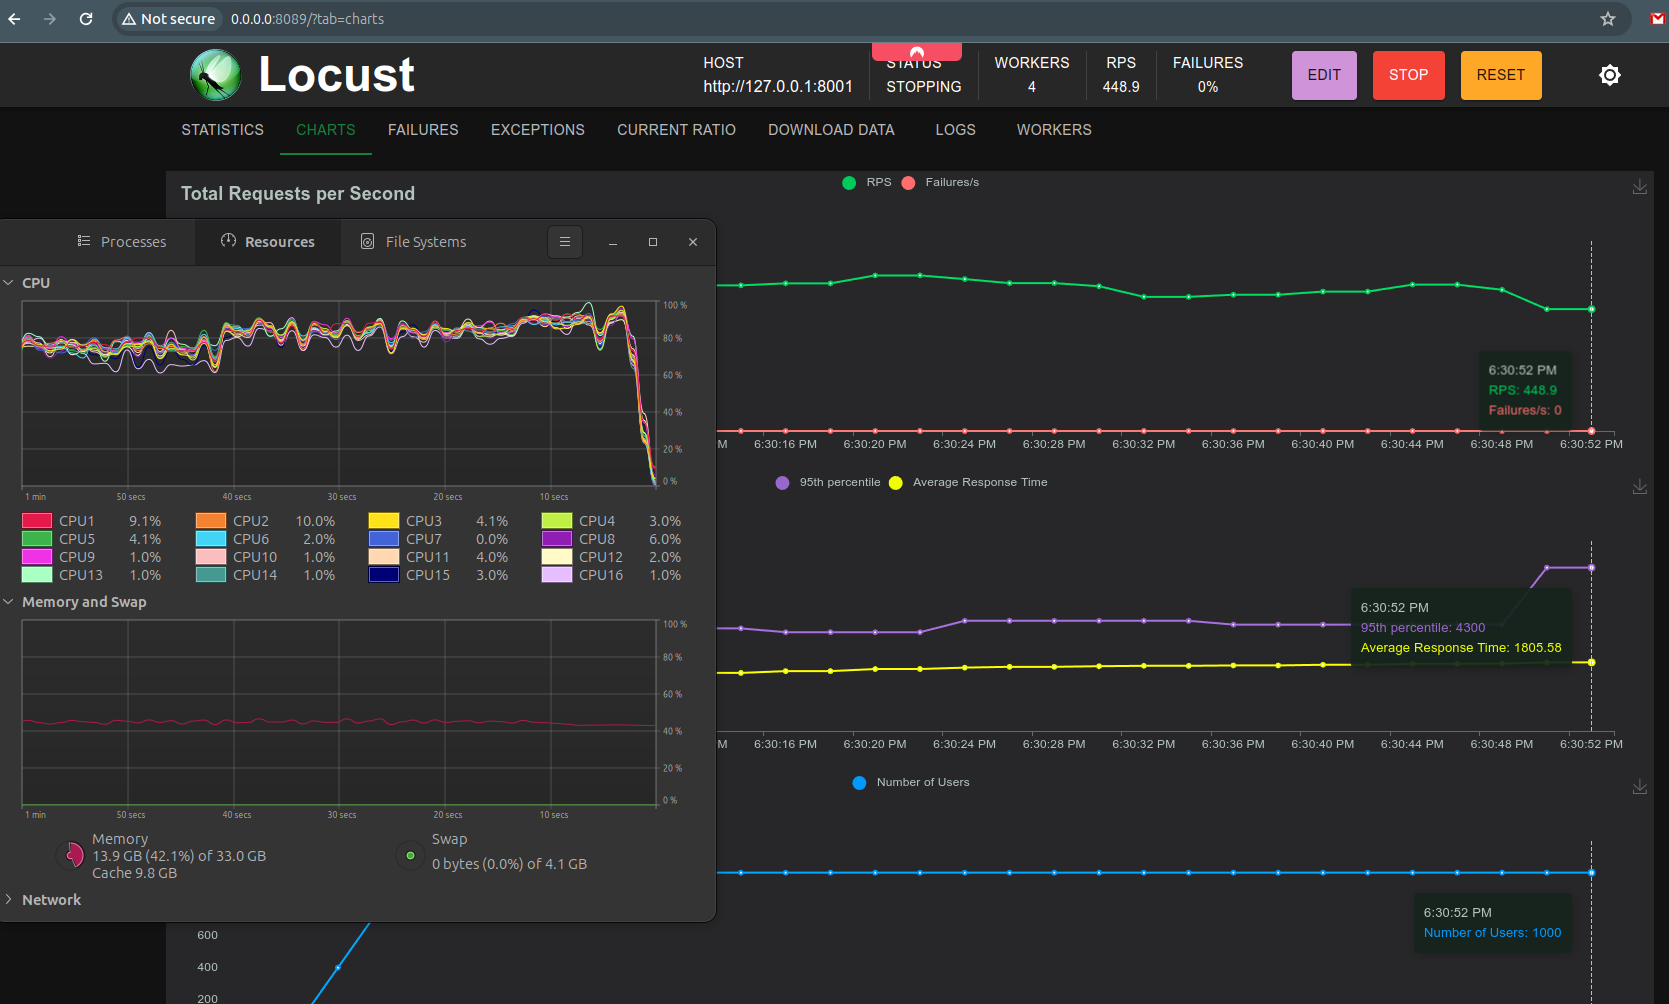 Not secure 0.0.0.0:8089/?tab=charts
Locust
HOST
http://127.0.0.1:8001
STATUS
STOPPING
WORKERS
4
RPS
448.9
FAILURES
0%
EDIT
STOP
RESET
STATISTICS CHARTS FAILURES EXCEPTIONS CURRENT RATIO DOWNLOAD DATA LOGS WORKERS
Total Requests per Second
RPS Failures/s
6:30:52 PM
RPS: 448.9
Failures/s: 0
M 6:30:16 PM 6:30:20 PM 6:30:24 PM 6:30:28 PM 6:30:32 PM 6:30:36 PM 6:30:40 PM 6:30:44 PM 6:30:48 PM 6:30:52 PM
95th percentile Average Response Time
6:30:52 PM
95th percentile: 4300
Average Response Time: 1805.58
M 6:30:16 PM 6:30:20 PM 6:30:24 PM 6:30:28 PM 6:30:32 PM 6:30:36 PM 6:30:40 PM 6:30:44 PM 6:30:48 PM 6:30:52 PM
Number of Users
6:30:52 PM
Number of Users: 1000
600
400
200
Processes Resources File Systems
CPU
100 %
80 %
60 %
40 %
20 %
0 %
1 min 50 secs 40 secs 30 secs 20 secs 10 secs
CPU1 9.1% CPU2 10.0% CPU3 4.1% CPU4 3.0%
CPU5 4.1% CPU6 2.0% CPU7 0.0% CPU8 6.0%
CPU9 1.0% CPU10 1.0% CPU11 4.0% CPU12 2.0%
CPU13 1.0% CPU14 1.0% CPU15 3.0% CPU16 1.0%
Memory and Swap
100 %
80 %
60 %
40 %
20 %
0 %
1 min 50 secs 40 secs 30 secs 20 secs 10 secs
Memory
13.9 GB (42.1%) of 33.0 GB
Cache 9.8 GB
Swap
0 bytes (0.0%) of 4.1 GB
Network